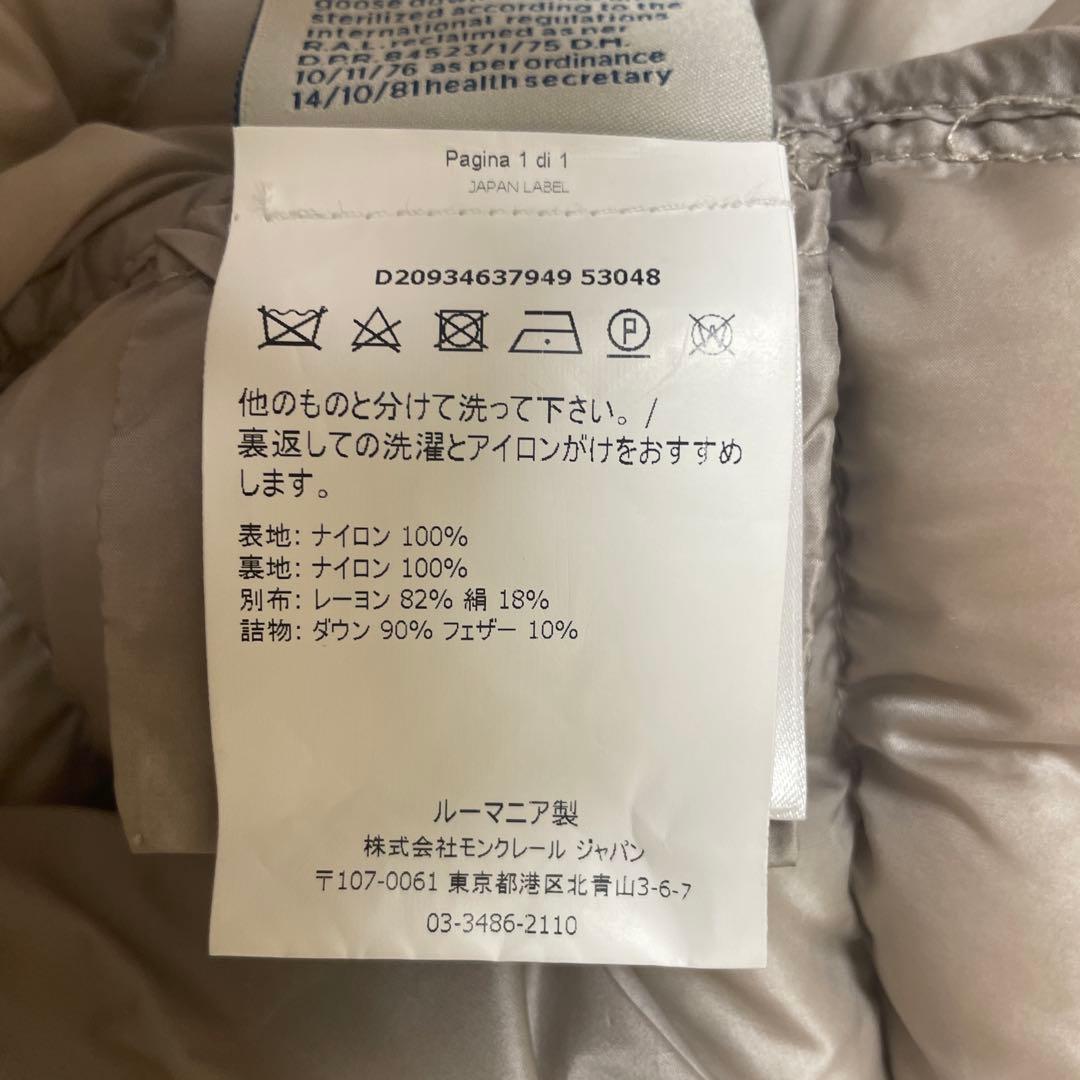 sterilized according to the
international regulations
R.A.L. reclaimed as per
D.P.R. 84523/1/75 D.M.
10/11/76 as per ordinance
14/10/81 health secretary
Pagina 1 di 1
JAPAN LABEL
D20934637949 53048
P
W
他のものと分けて洗って下さい。/
裏返しての洗濯とアイロンがけをおすすめ
します。
表地: ナイロン 100%
裏地: ナイロン 100%
別布: レーヨン 82% 絹 18%
詰物: ダウン 90% フェザー 10%
ルーマニア製
株式会社モンクレール ジャパン
〒107-0061 東京都港区北青山3-6-7
03-3486-2110